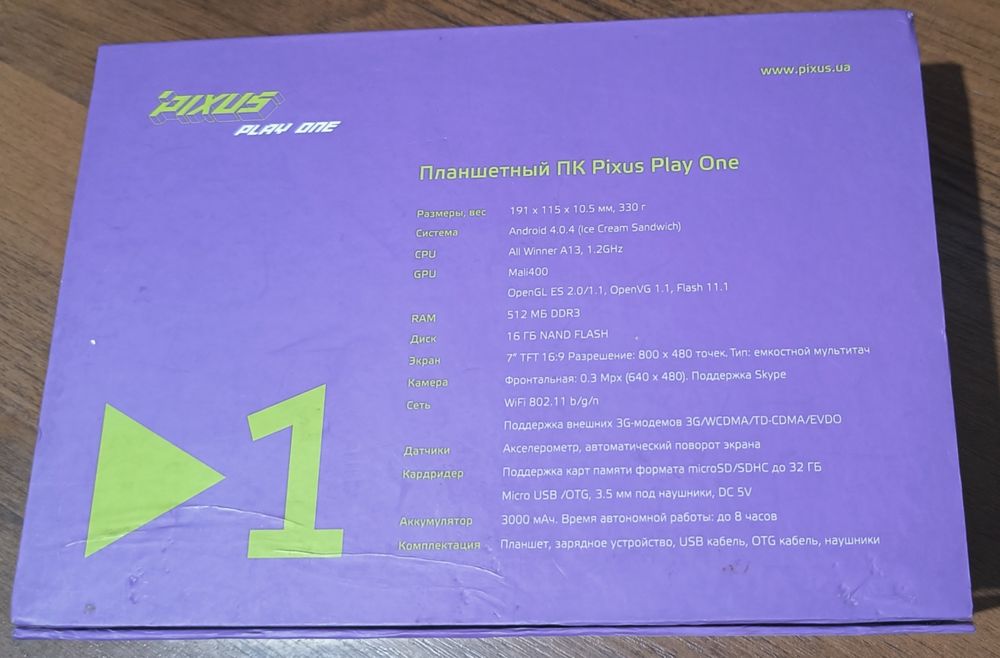 www.pixus.ua
PIXUS
PLAY ONE
Планшетный ПК Pixus Play One
Размеры, вес 191 x 115 x 10.5 мм, 330 г
Система Android 4.0.4 (Ice Cream Sandwich)
CPU All Winner A13, 1.2GHz
GPU Mali400
OpenGL ES 2.0/1.1, OpenVG 1.1, Flash 11.1
RAM 512 МБ DDR3
Диск 16 ГБ NAND FLASH
Экран 7” TFT 16:9 Разрешение: 800 x 480 точек. Тип: емкостной мультитач
Камера Фронтальная: 0.3 Mpx (640 x 480). Поддержка Skype
Сеть WiFi 802.11 b/g/n
Поддержка внешних 3G-модемов 3G/WCDMA/TD-CDMA/EVDO
Датчики Акселерометр, автоматический поворот экрана
Кардридер Поддержка карт памяти формата microSD/SDHC до 32 ГБ
Micro USB /OTG, 3.5 мм под наушники, DC 5V
Аккумулятор 3000 мАч. Время автономной работы: до 8 часов
Комплектация Планшет, зарядное устройство, USB кабель, OTG кабель, наушники
1